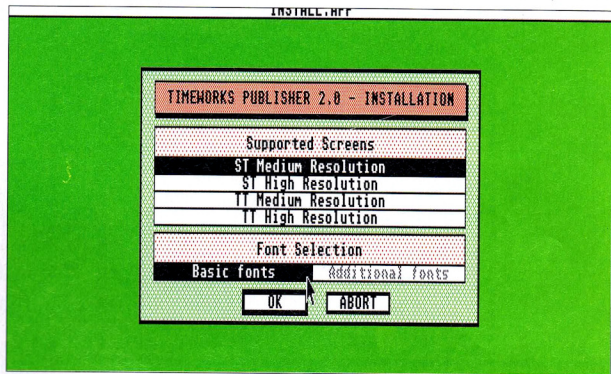 INSTALL.APP
TIMEWORKS PUBLISHER 2.0 - INSTALLATION
Supported Screens
ST Medium Resolution
ST High Resolution
TT Medium Resolution
TT High Resolution
Font Selection
Basic fonts Additional fonts
OK ABORT